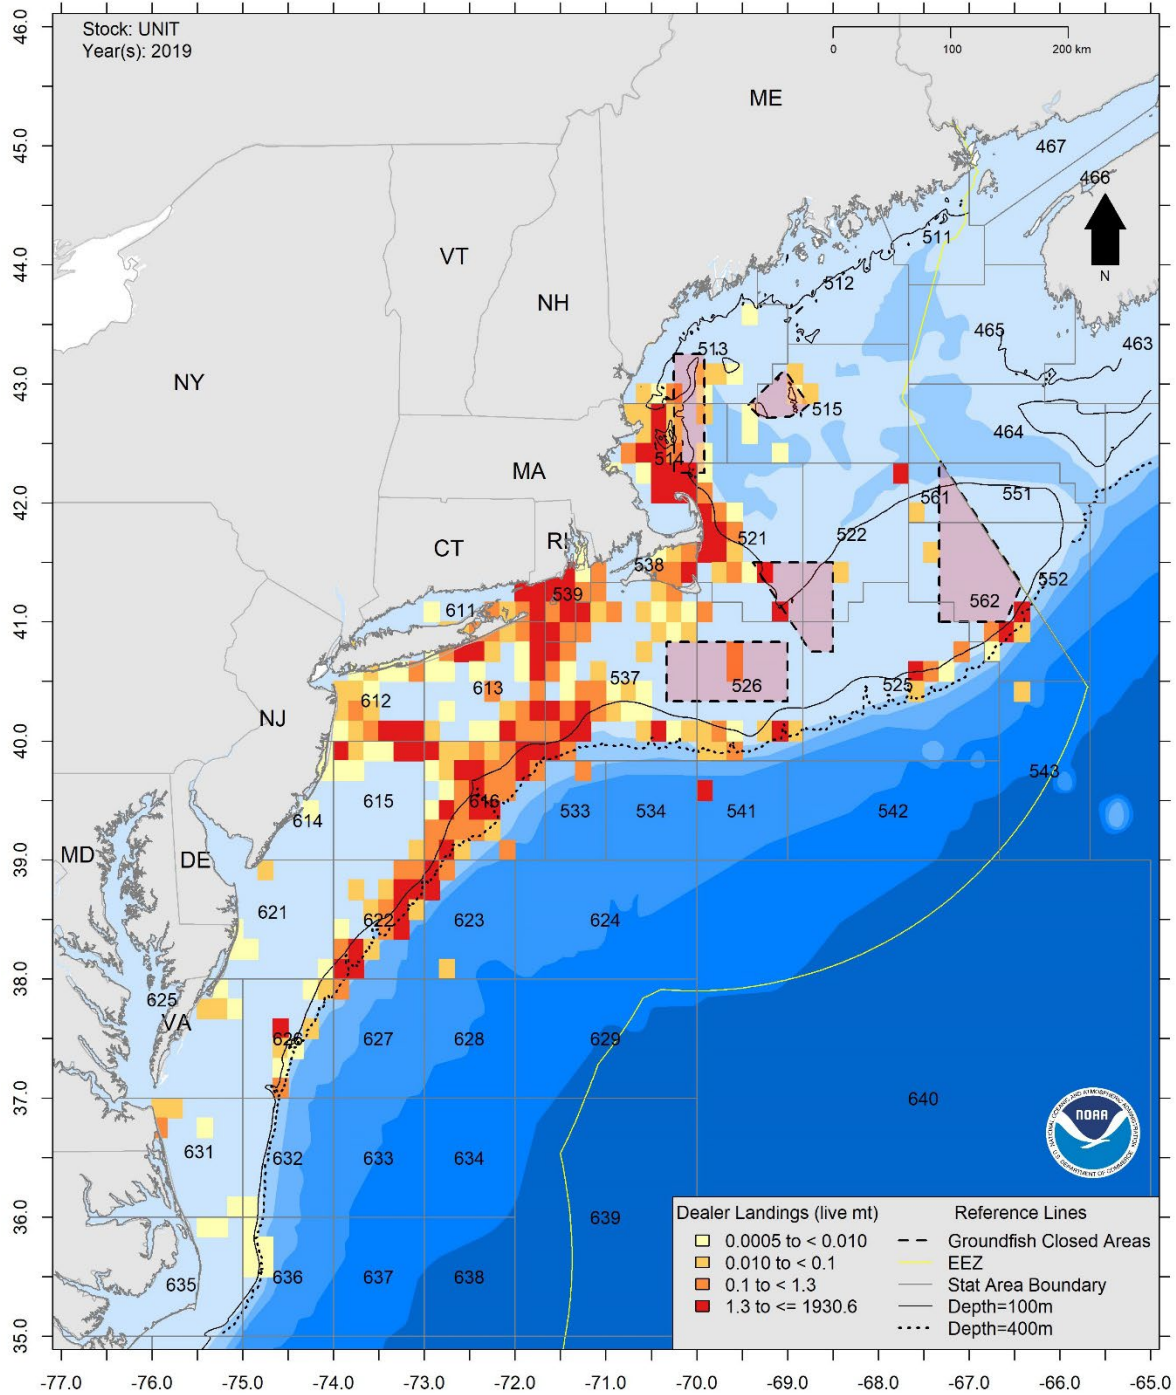 Stock: UNIT
Year(s): 2019
0 100 200 km
46.0
45.0
44.0
43.0
42.0
41.0
40.0
39.0
38.0
37.0
36.0
35.0
ME
467
466
N
511
VT
512
NH
465
463
513
NY
515
464
514
MA
561
551
521
522
RI
CT
538
552
539
562
611
537
526
525
613
612
NJ
543
615
616
533
534
541
542
614
MD
DE
621
622
623
624
625
VA
626
627
628
629
640
NATIONAL OCEANIC AND ATMOSPHERIC ADMINISTRATION
NOAA
U.S. DEPARTMENT OF COMMERCE
631
632
633
634
639
635
636
637
638
Dealer Landings (live mt)
0.0005 to < 0.010
0.010 to < 0.1
0.1 to < 1.3
1.3 to <= 1930.6
Reference Lines
Groundfish Closed Areas
EEZ
Stat Area Boundary
Depth=100m
Depth=400m
-77.0 -76.0 -75.0 -74.0 -73.0 -72.0 -71.0 -70.0 -69.0 -68.0 -67.0 -66.0 -65.0